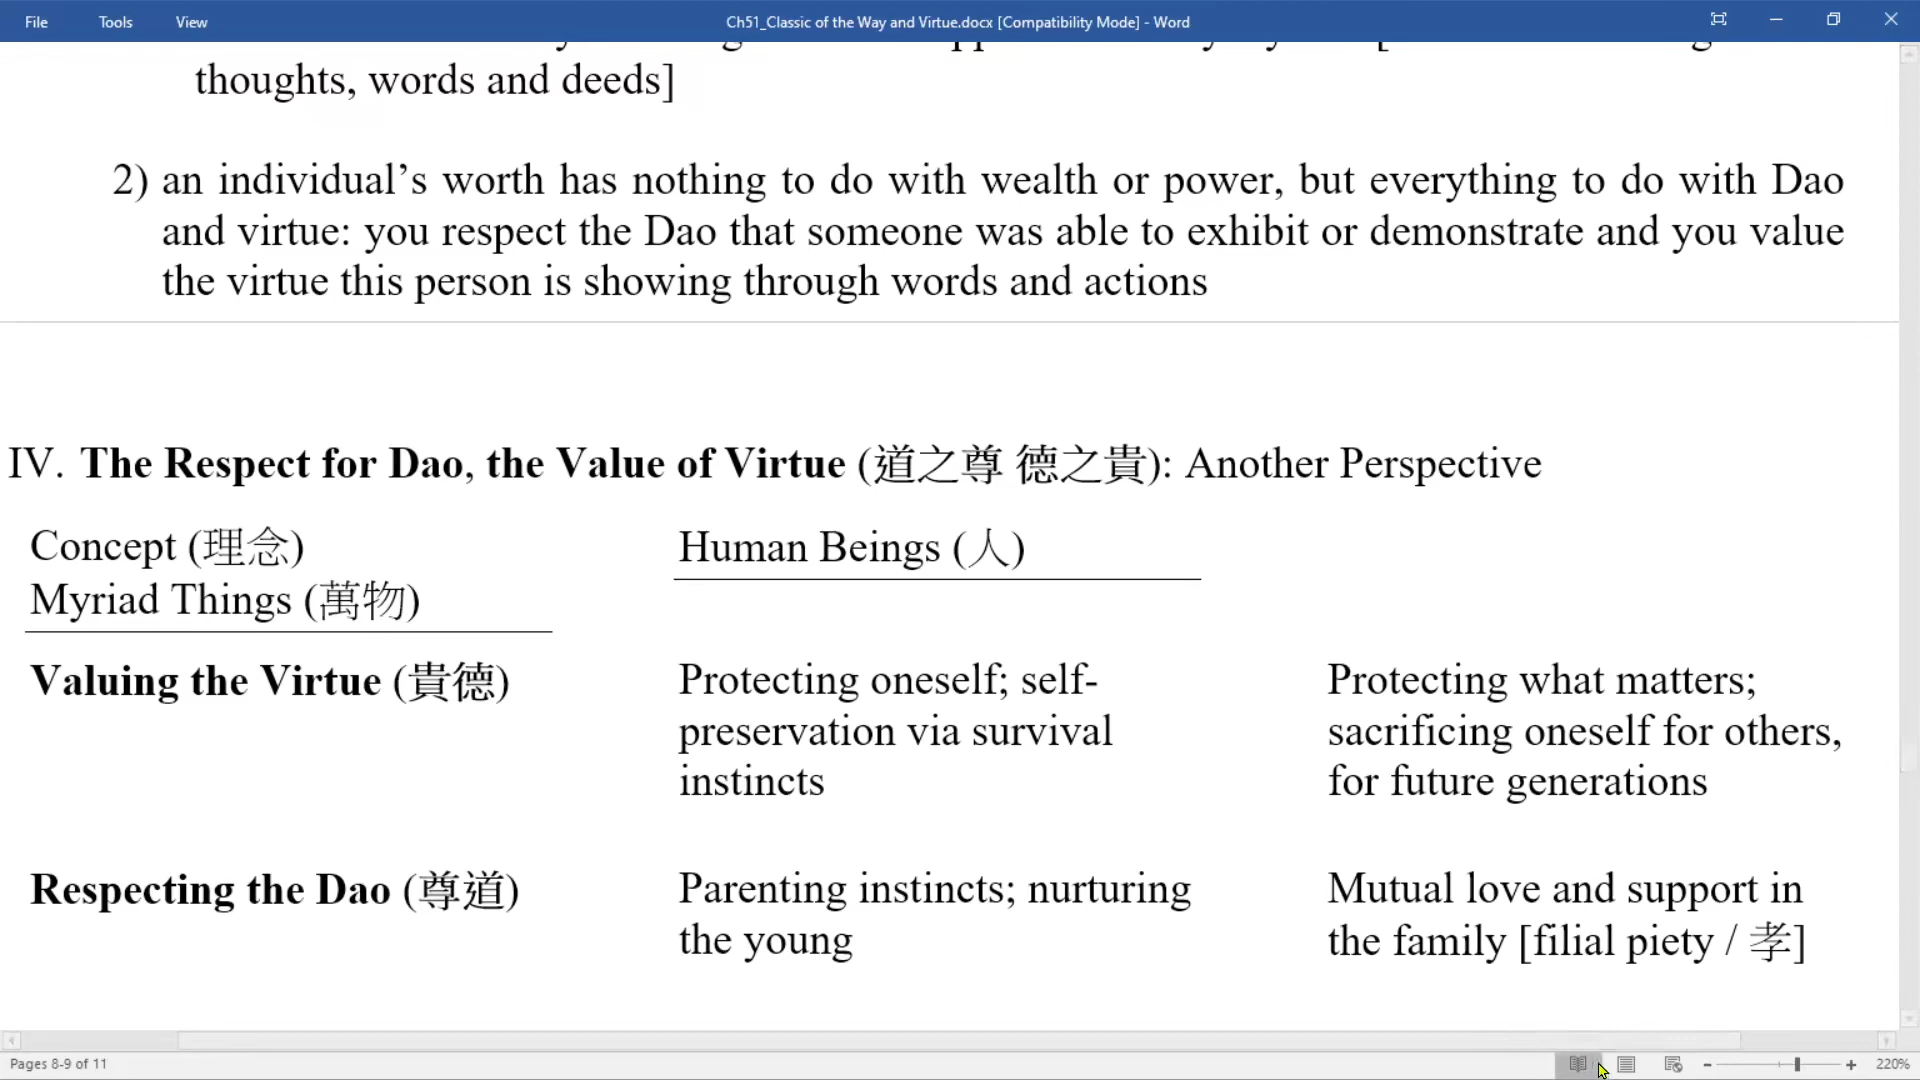 File Tools View Ch51_Classic of the Way and Virtue.docx [Compatibility Mode] - Word
thoughts, words and deeds]
2) an individual’s worth has nothing to do with wealth or power, but everything to do with Dao
and virtue: you respect the Dao that someone was able to exhibit or demonstrate and you value
the virtue this person is showing through words and actions
IV. The Respect for Dao, the Value of Virtue (道之尊 德之貴): Another Perspective
Concept (理念)
Myriad Things (萬物)
Human Beings (人)
Valuing the Virtue (貴德)
Protecting oneself; self-
preservation via survival
instincts
Protecting what matters;
sacrificing oneself for others,
for future generations
Respecting the Dao (尊道)
Parenting instincts; nurturing
the young
Mutual love and support in
the family [filial piety / 孝]
Pages 8-9 of 11 220%